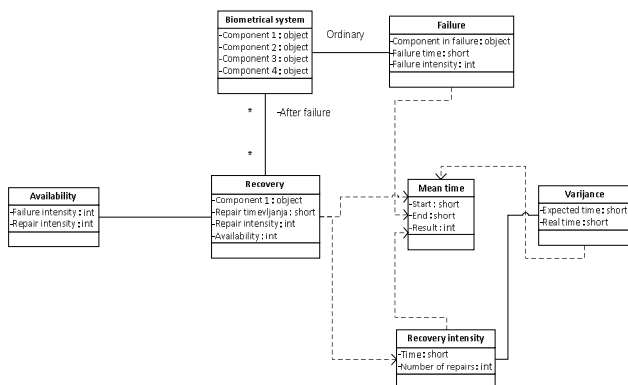 Biometrical system
-Component 1: object
-Component 2: object
-Component 3: object
-Component 4: object
Ordinary
Failure
-Component in failure: object
-Failure time: short
-Failure intensity: int
*
-After failure
*
Availability
-Failure intensity: int
-Repair intensity: int
Recovery
-Component 1: object
-Repair timevljanja: short
-Repair intensity: int
-Availability: int
Mean time
-Start: short
-End: short
-Result: int
Varijance
-Expected time: short
-Real time: short
Recovery intensity
-Time: short
-Number of repairs: int